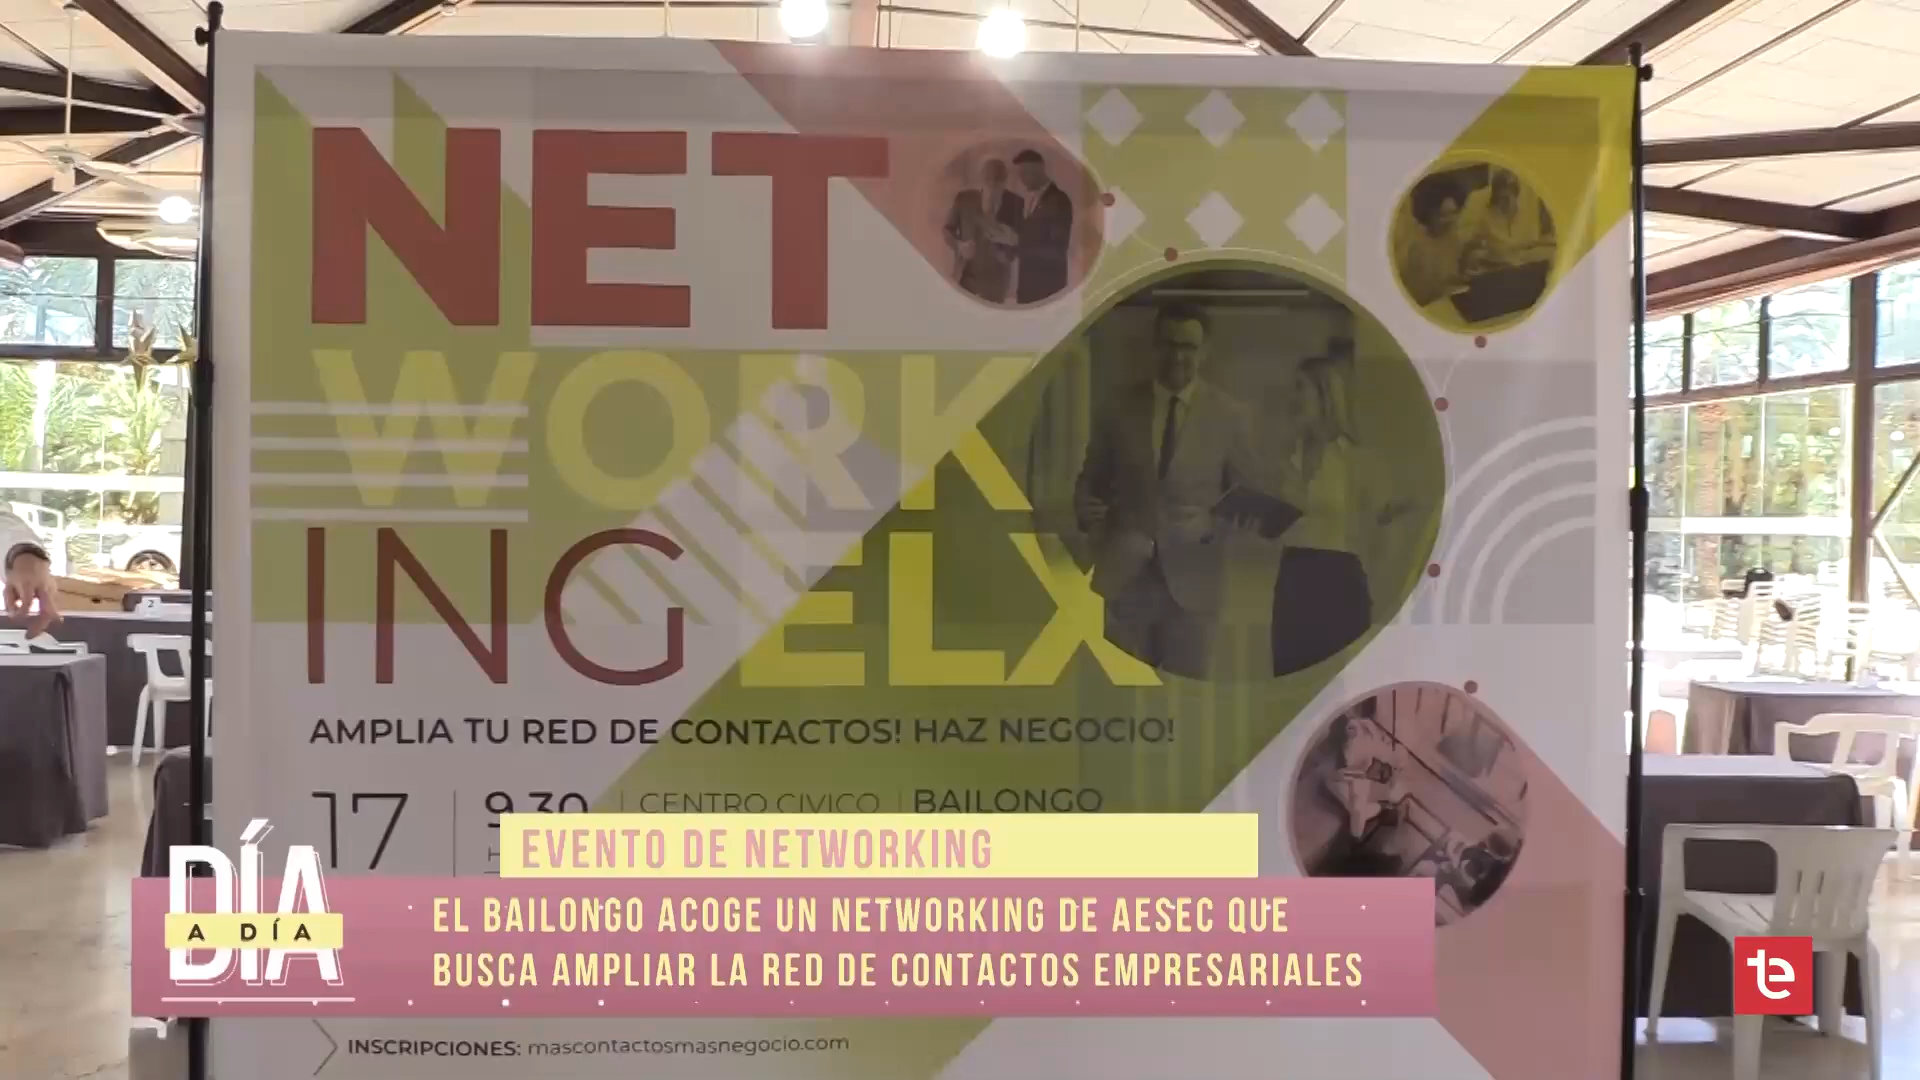 NET
WORK
ING ELX
AMPLIA TU RED DE CONTACTOS! HAZ NEGOCIO!
17 9.30 CENTRO CIVICO BAILONGO
EVENTO DE NETWORKING
DÍA
A DÍA
EL BAILONGO ACOGE UN NETWORKING DE AESEC QUE
BUSCA AMPLIAR LA RED DE CONTACTOS EMPRESARIALES
te
INSCRIPCIONES: mascontactosmasnegocio.com